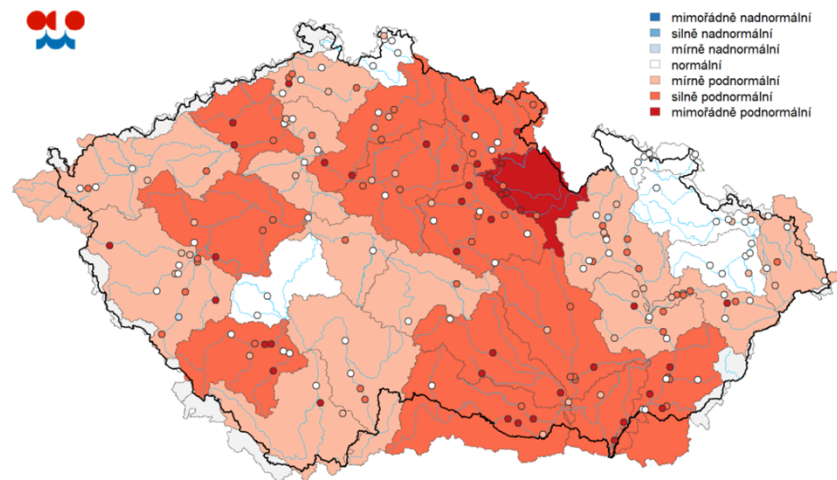 mimořádně nadnormální
silně nadnormální
mírně nadnormální
normální
mírně podnormální
silně podnormální
mimořádně podnormální